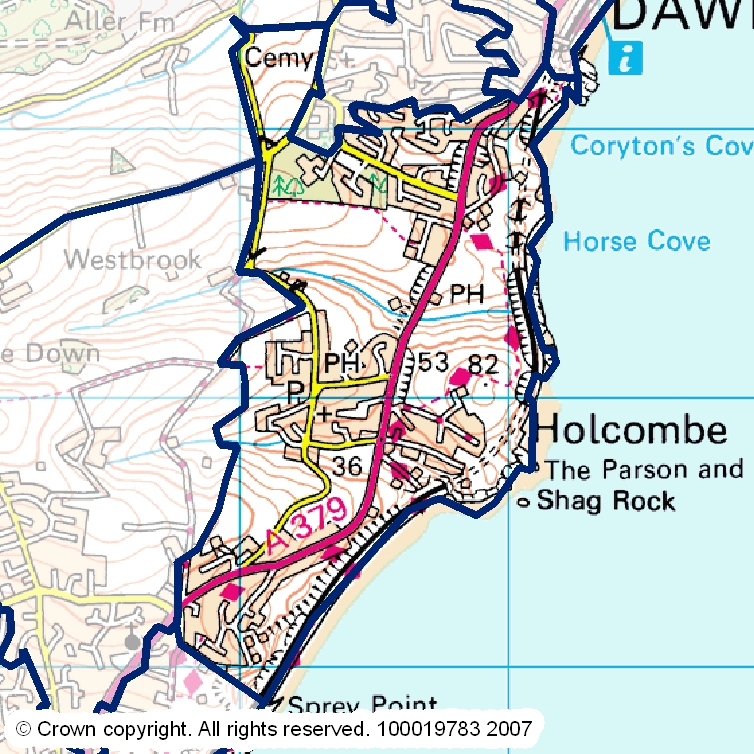 Aller Fm
DAWL
i
Cemy
Coryton's Cov
Horse Cove
Westbrook
PH
e Down
PH
53
82
P
Holcombe
36
The Parson and
Shag Rock
A 379
Sprey Point
© Crown copyright. All rights reserved. 100019783 2007